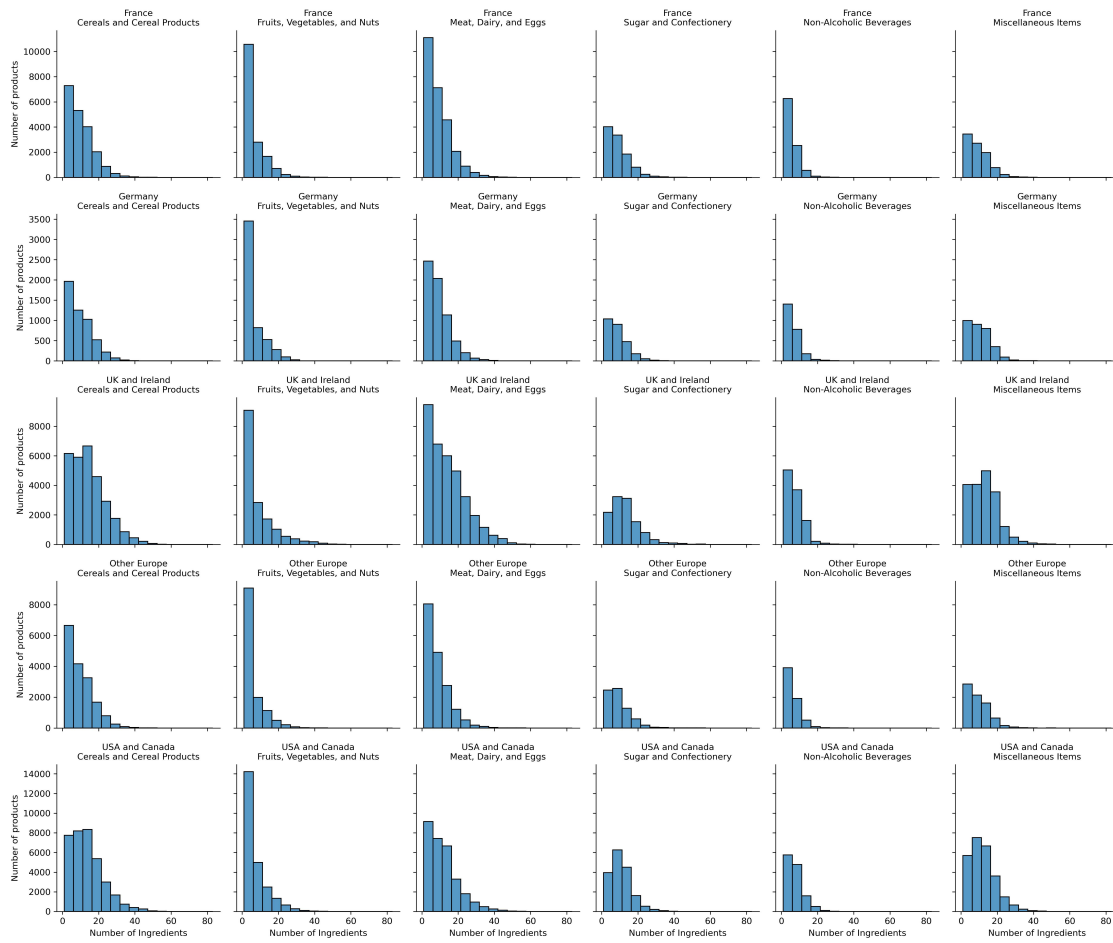 France
Cereals and Cereal Products
France
Fruits, Vegetables, and Nuts
France
Meat, Dairy, and Eggs
France
Sugar and Confectionery
France
Non-Alcoholic Beverages
France
Miscellaneous Items
Number of products
10000
8000
6000
4000
2000
0
Germany
Cereals and Cereal Products
Germany
Fruits, Vegetables, and Nuts
Germany
Meat, Dairy, and Eggs
Germany
Sugar and Confectionery
Germany
Non-Alcoholic Beverages
Germany
Miscellaneous Items
Number of products
3500
3000
2500
2000
1500
1000
500
0
UK and Ireland
Cereals and Cereal Products
UK and Ireland
Fruits, Vegetables, and Nuts
UK and Ireland
Meat, Dairy, and Eggs
UK and Ireland
Sugar and Confectionery
UK and Ireland
Non-Alcoholic Beverages
UK and Ireland
Miscellaneous Items
Number of products
8000
6000
4000
2000
0
Other Europe
Cereals and Cereal Products
Other Europe
Fruits, Vegetables, and Nuts
Other Europe
Meat, Dairy, and Eggs
Other Europe
Sugar and Confectionery
Other Europe
Non-Alcoholic Beverages
Other Europe
Miscellaneous Items
Number of products
8000
6000
4000
2000
0
USA and Canada
Cereals and Cereal Products
USA and Canada
Fruits, Vegetables, and Nuts
USA and Canada
Meat, Dairy, and Eggs
USA and Canada
Sugar and Confectionery
USA and Canada
Non-Alcoholic Beverages
USA and Canada
Miscellaneous Items
Number of products
14000
12000
10000
8000
6000
4000
2000
0
0 20 40 60 80
Number of Ingredients
0 20 40 60 80
Number of Ingredients
0 20 40 60 80
Number of Ingredients
0 20 40 60 80
Number of Ingredients
0 20 40 60 80
Number of Ingredients
0 20 40 60 80
Number of Ingredients